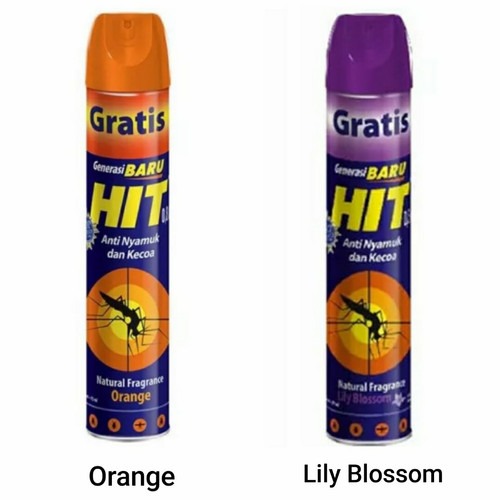 Gratis
Generasi BARU
HIT
Anti Nyamuk
dan Kecoa
Natural Fragrance
Orange
Orange
Gratis
Generasi BARU
HIT
Anti Nyamuk
dan Kecoa
Natural Fragrance
Lily Blossom
Lily Blossom